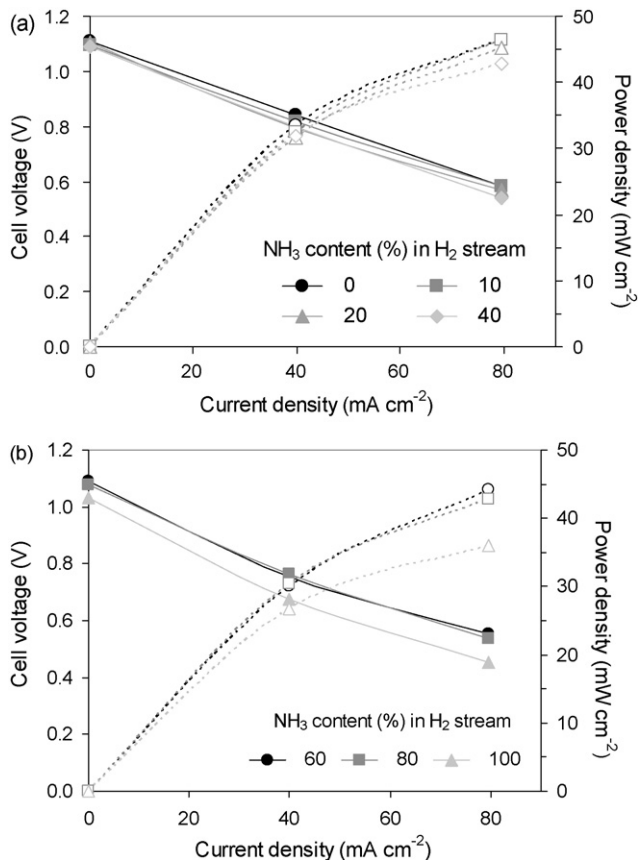 (a)
1.2
1.0
0.8
0.6
0.4
0.2
0.0
Cell voltage (V)
50
40
30
20
10
0
Power density (mW cm-2)
NH3 content (%) in H2 stream
0 10
20 40
0 20 40 60 80
Current density (mA cm-2)
(b)
1.2
1.0
0.8
0.6
0.4
0.2
0.0
Cell voltage (V)
50
40
30
20
10
0
Power density (mW cm-2)
NH3 content (%) in H2 stream
60 80 100
0 20 40 60 80
Current density (mA cm-2)